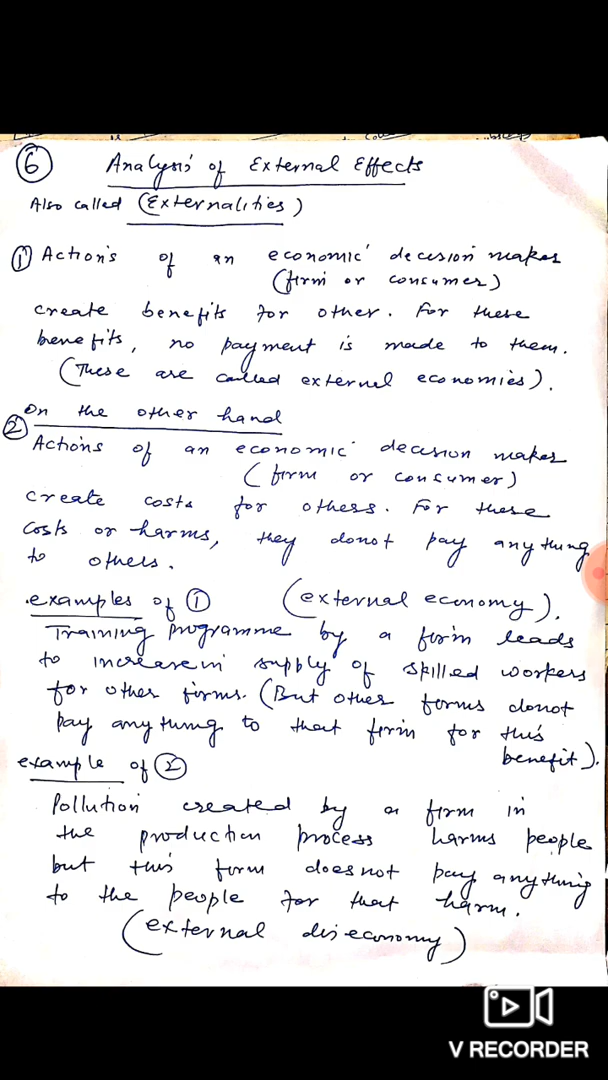 6 Analysis of External Effects
Also called (Externalities)
① Actions of an economic decision maker
(firm or consumer)
create benefits for other. For these
benefits, no payment is made to them.
(These are called external economies).
On the other hand
② Actions of an economic decision maker
(firm or consumer)
create costs for others. For these
costs or harms, they donot pay anything
to others.
examples of ① (external economy).
Training programme by a firm leads
to increase in supply of skilled workers
for other firms. (But other firms donot
pay anything to that firm for this
benefit).
example of ②
Pollution created by a firm in
the production process harms people
but this firm does not pay anything
to the people for that harm.
(external diseconomy)
V RECORDER